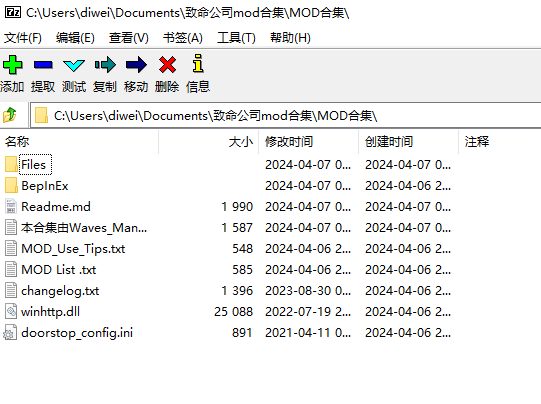 C:\Users\diwei\Documents\致命公司mod合集\MOD合集\
文件(F) 编辑(E) 查看(V) 书签(A) 工具(T) 帮助(H)
添加 提取 测试 复制 移动 删除 信息
C:\Users\diwei\Documents\致命公司mod合集\MOD合集\
名称 大小 修改时间 创建时间 注释
Files 2024-04-07 0... 2024-04-07 0...
BepInEx 2024-04-07 0... 2024-04-06 2...
Readme.md 1 990 2024-04-07 0... 2024-04-07 0...
本合集由Waves_Man... 1 587 2024-04-07 0... 2024-04-07 0...
MOD_Use_Tips.txt 548 2024-04-06 2... 2024-04-06 2...
MOD List .txt 585 2024-04-06 2... 2024-04-06 2...
changelog.txt 1 396 2023-08-30 0... 2024-04-06 2...
winhttp.dll 25 088 2022-07-19 2... 2024-04-06 2...
doorstop_config.ini 891 2021-04-11 0... 2024-04-06 2...